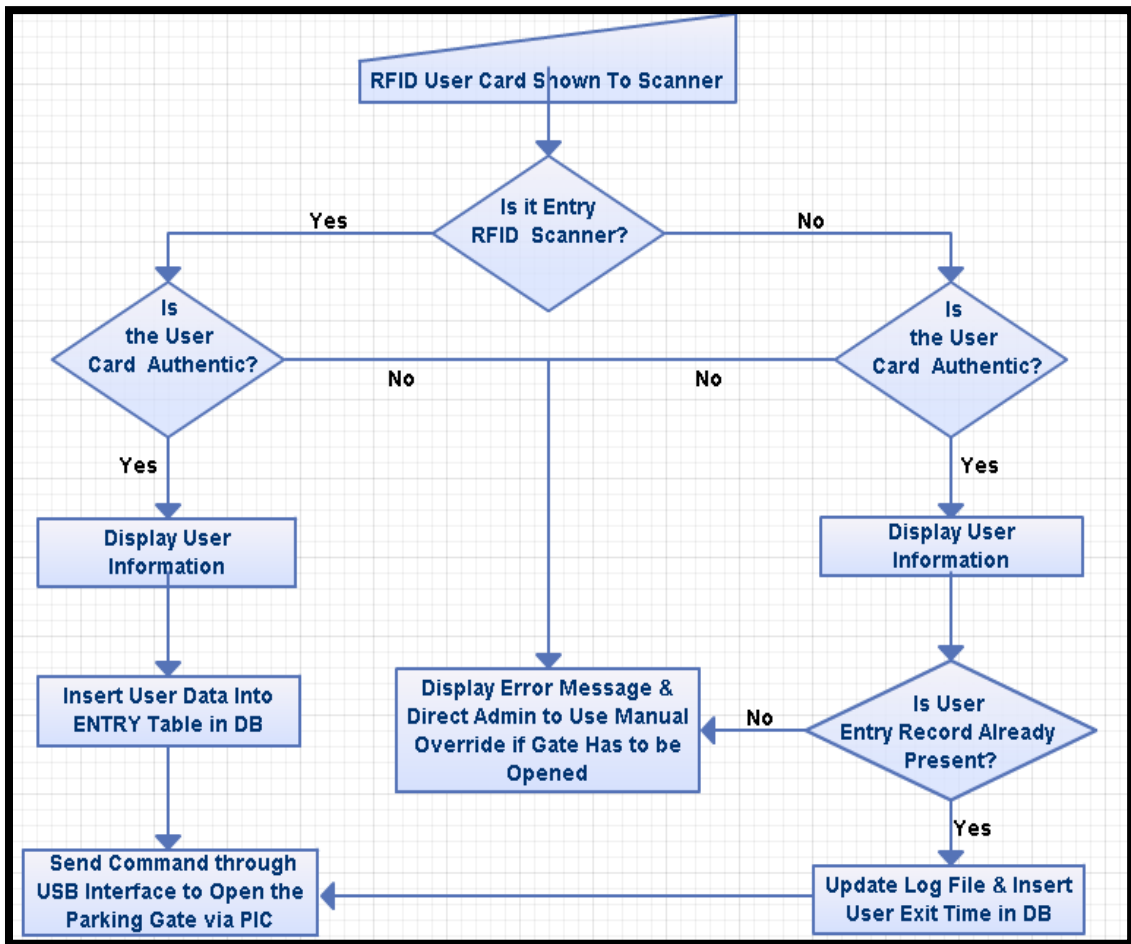 RFID User Card Shown To Scanner
Is it Entry
RFID Scanner?
Yes
No
Is
the User
Card Authentic?
Is
the User
Card Authentic?
No
No
Yes
Yes
Display User
Information
Display User
Information
Insert User Data Into
ENTRY Table in DB
Display Error Message &
Direct Admin to Use Manual
Override if Gate Has to be
Opened
No
Is User
Entry Record Already
Present?
Yes
Send Command through
USB Interface to Open the
Parking Gate via PIC
Update Log File & Insert
User Exit Time in DB